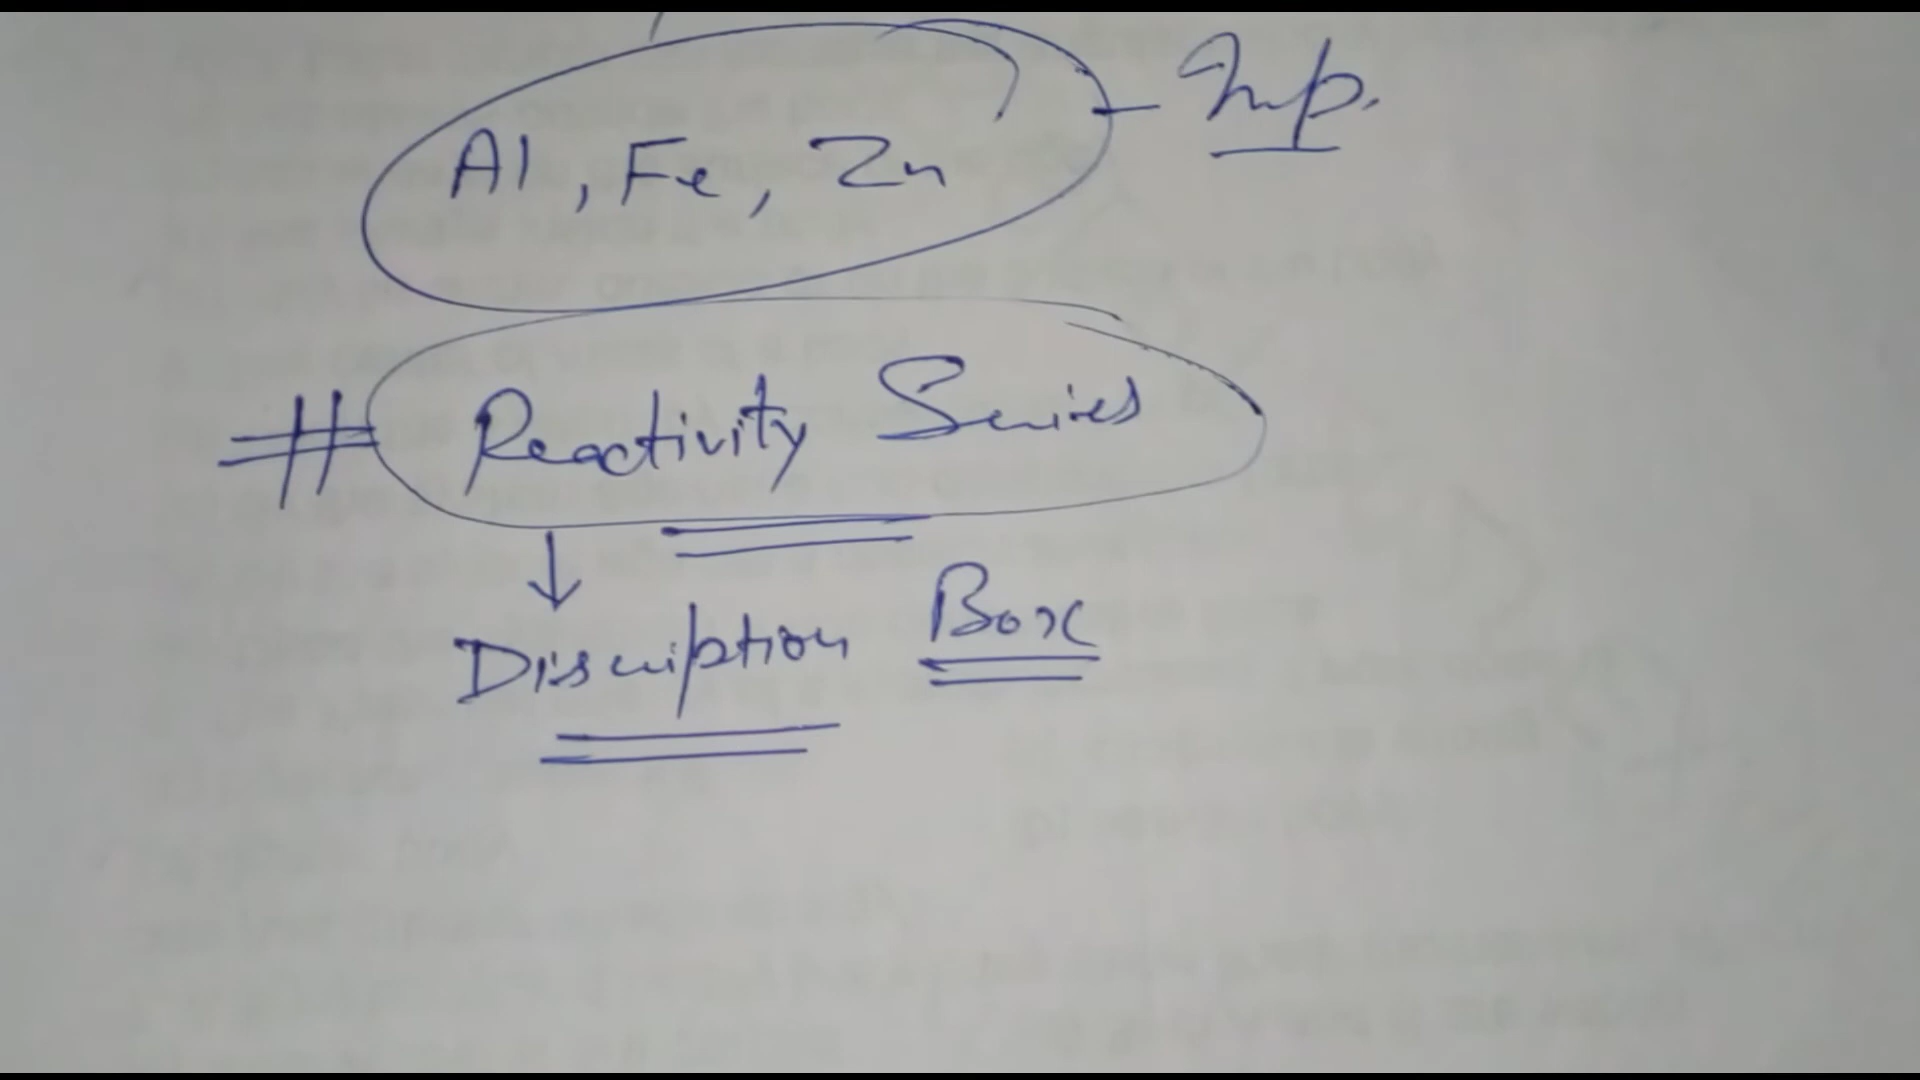 Al, Fe, Zn - Imp.
# Reactivity Series
↓
Discription Box